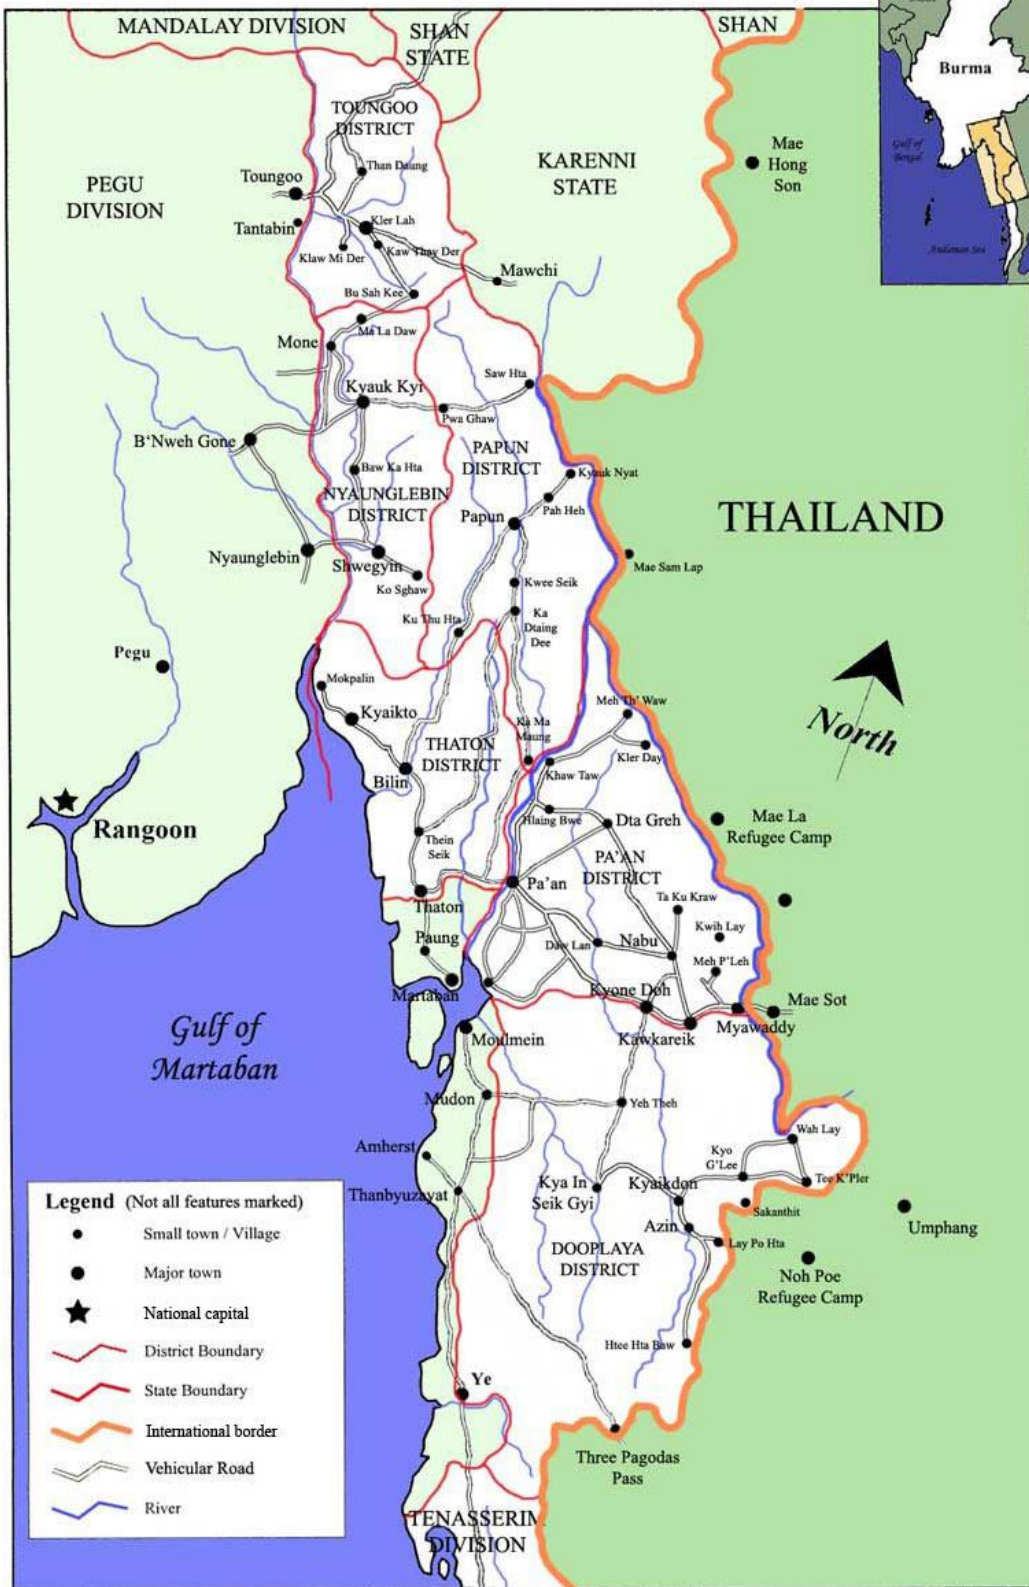 MANDALAY DIVISION
SHAN
STATE
SHAN
Burma
Gulf of
Bengal
Andaman Sea
TOUNGOO
DISTRICT
Than Daung
Toungoo
Tantabin
Kler Lah
Klaw Mi Der
Kaw Thay Der
Bu Sah Kee
Mawchi
PEGU
DIVISION
KARENNI
STATE
Mae
Hong
Son
Mone
Ma La Daw
Saw Hta
Kyauk Kyi
Pwa Ghaw
B'Nweh Gone
Baw Ka Hta
PAPUN
DISTRICT
Kyauk Nyat
Pah Heh
NYAUNGLEBIN
DISTRICT
Papun
THAILAND
Nyaunglebin
Shwegyin
Ko Sghaw
Mae Sam Lap
Kwee Seik
Ku Thu Hta
Ka
Dtaing
Dee
Pegu
Mokpalin
Kyaikto
Meh Th' Waw
North
Ka Ma
Maung
THATON
DISTRICT
Kler Day
Khaw Taw
Bilin
Hlaing Bwe
Dta Greh
Mae La
Refugee Camp
Rangoon
Thein
Seik
PA'AN
DISTRICT
Pa'an
Thaton
Ta Ku Kraw
Paung
Daw Lan
Nabu
Kwih Lay
Meh P'Leh
Martaban
Kyone Doh
Mae Sot
Myawaddy
Kawkareik
Gulf of
Martaban
Moulmein
Mudon
Yeh Theh
Amherst
Wah Lay
Kyo
G'Lee
Thanbyuzayat
Kya In
Seik Gyi
Kyaikdon
Tee K'Pler
Sakanthit
Umphang
Azin
Lay Po Hta
DOOPLAYA
DISTRICT
Noh Poe
Refugee Camp
Htee Hta Baw
Ye
Three Pagodas
Pass
TENASSERIM
DIVISION
Legend (Not all features marked)
Small town / Village
Major town
National capital
District Boundary
State Boundary
International border
Vehicular Road
River